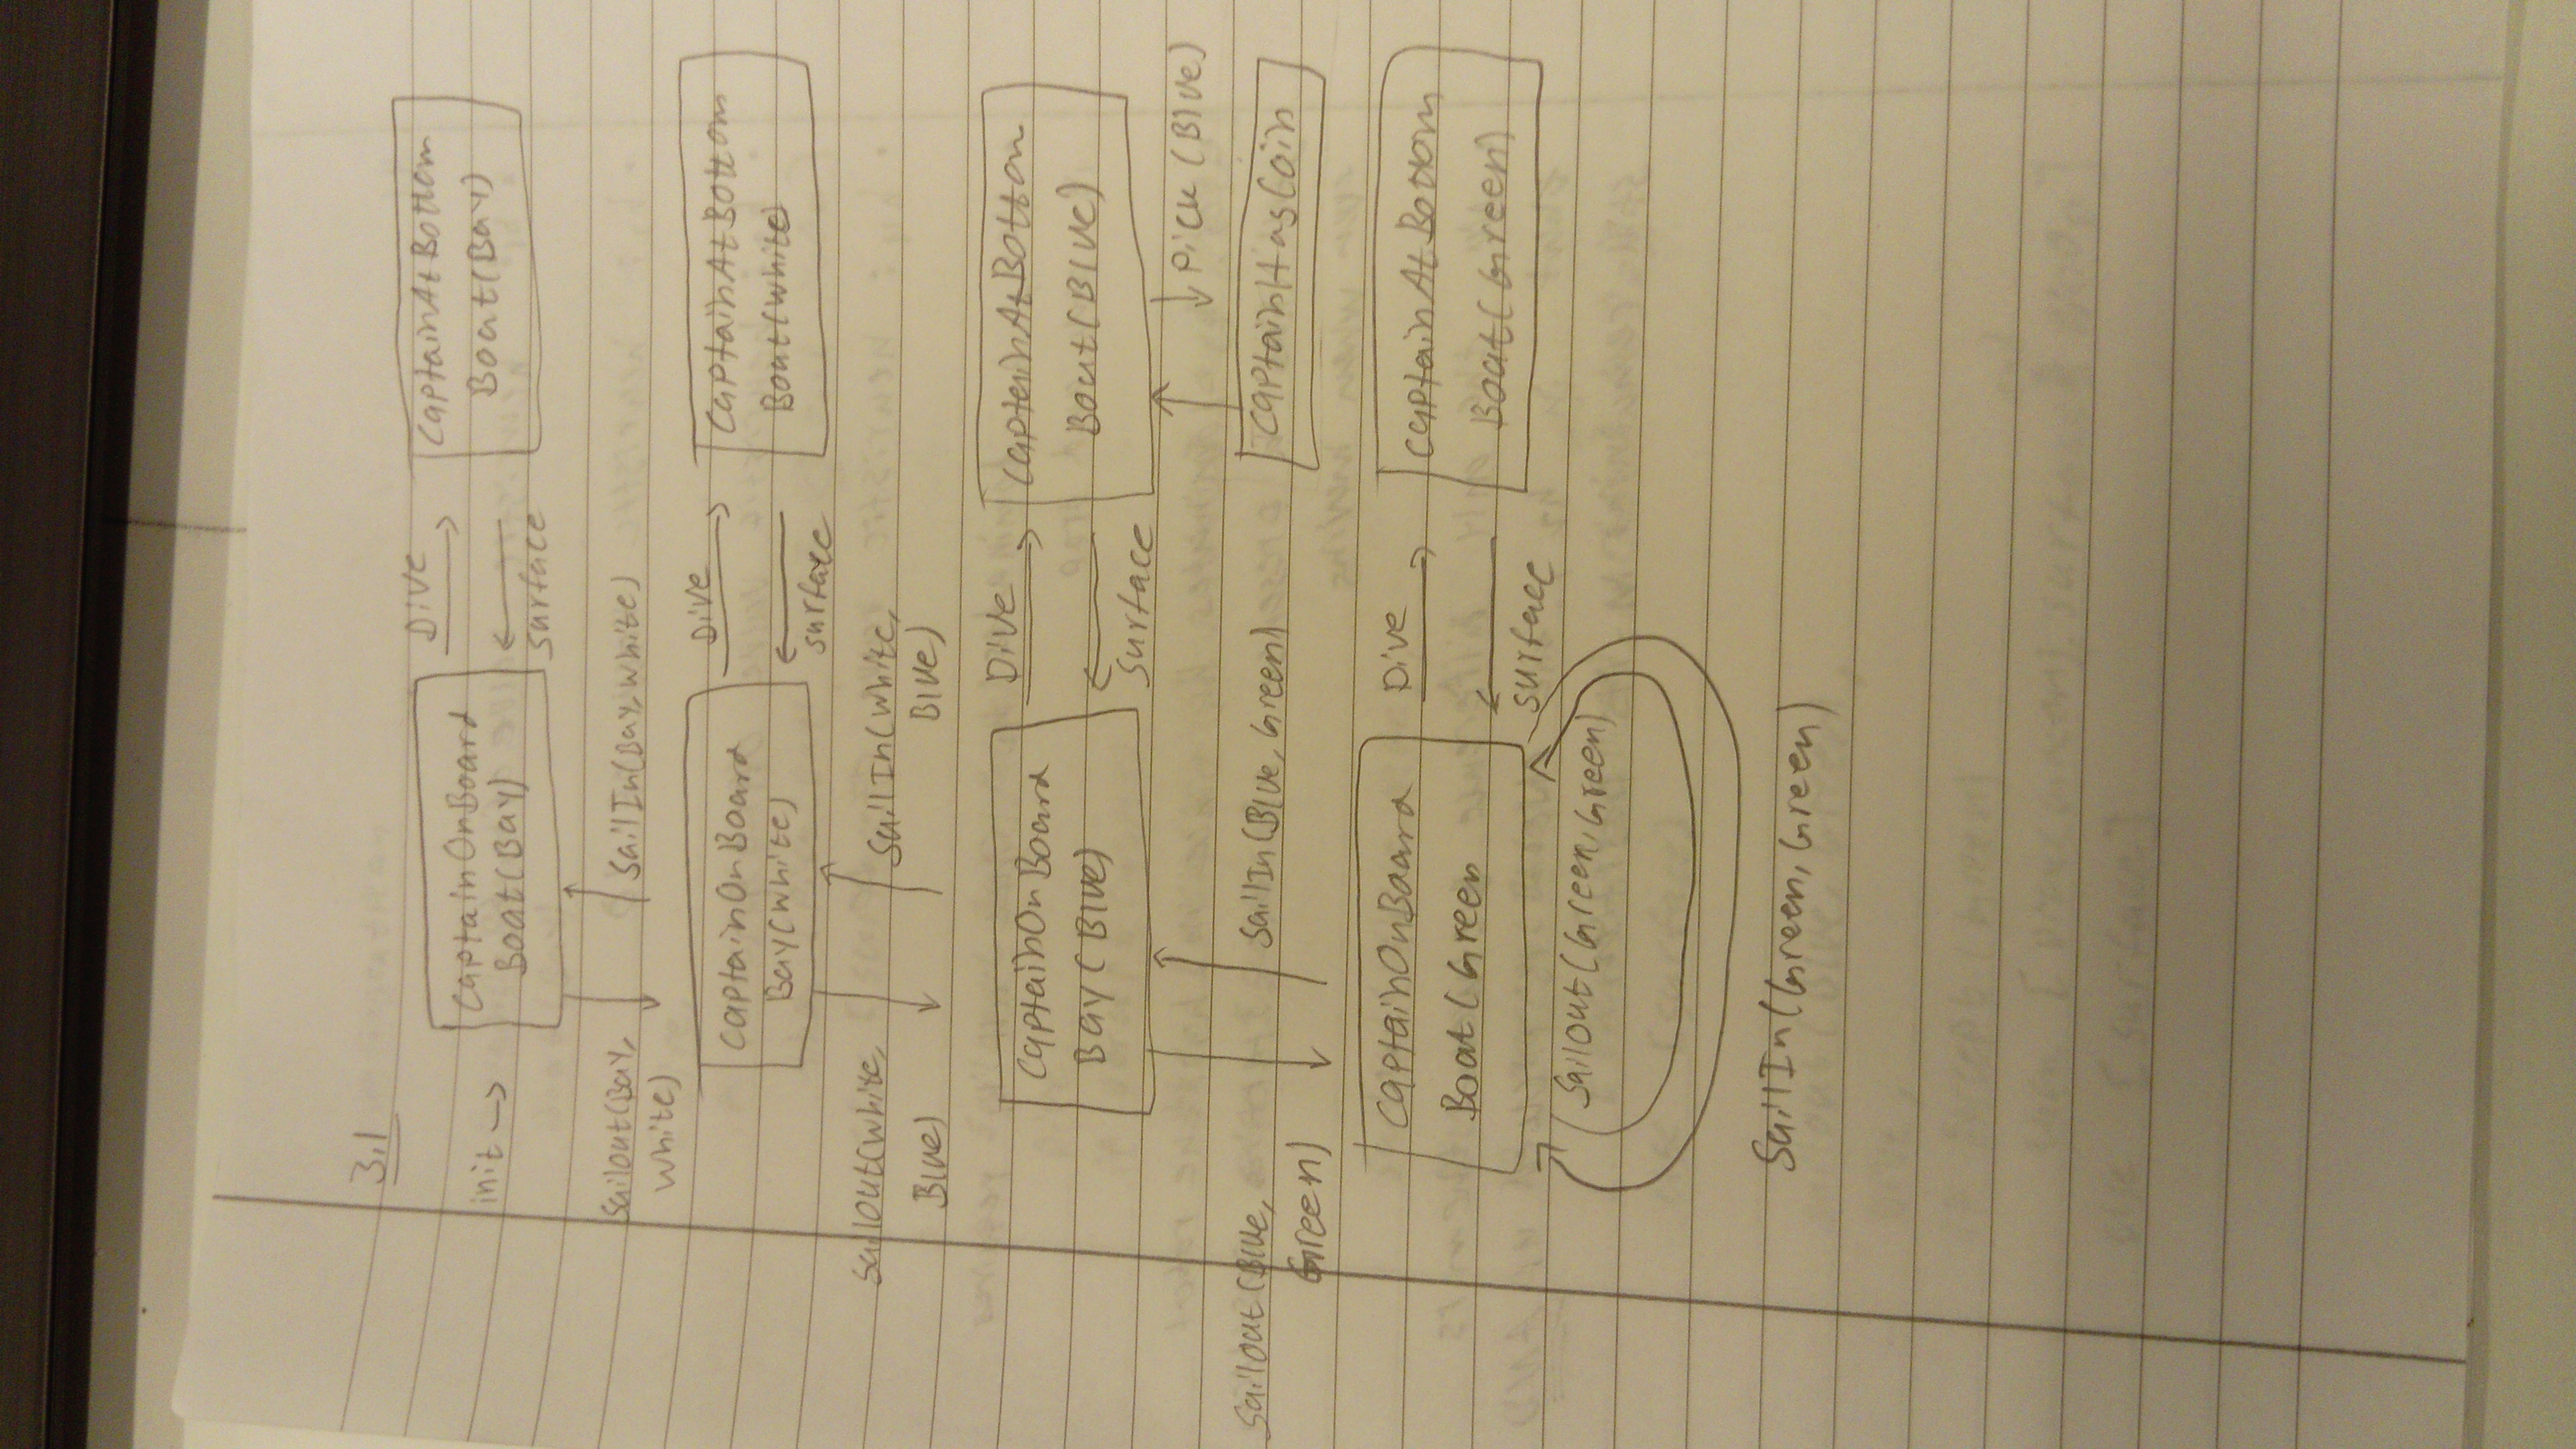 3.1
Dive
CaptainOnBoard
CaptainAtBottom
init →
Boat(Bay)
Boat(Bay)
surface
Sailout(Bay,
White)
SailIn(Bay, White)
Dive
CaptainOnBoard
CaptainAtBottom
Bay(White)
Boat(White)
surface
Sailout(White,
Blue)
SailIn(White,
Blue)
Dive
CaptainOnBoard
CaptainAtBottom
Bay(Blue)
Boat(Blue)
Surface
Pick (Blue)
Sailout (Blue,
Green)
SailIn(Blue, Green)
CaptainHasCoin
Dive
CaptainOnBoard
CaptainAtBottom
Boat(Green
Boat(Green)
surface
Sailout(Green, Green)
SailIn(Green, Green)